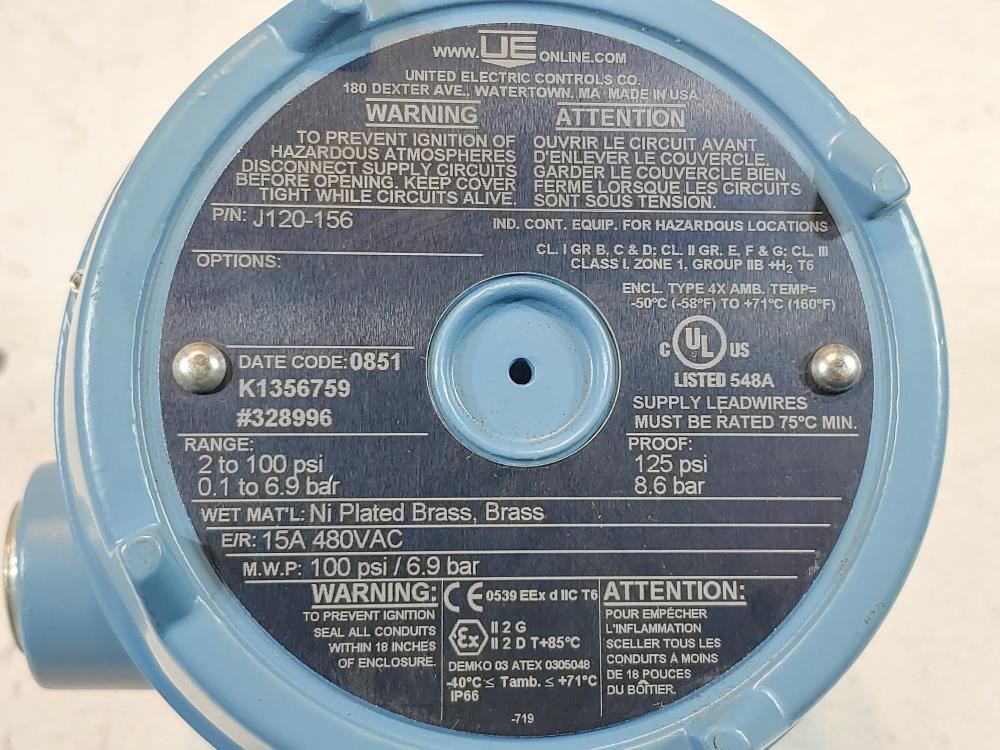 WWW. UE ONLINE.COM
UNITED ELECTRIC CONTROLS CO.
180 DEXTER AVE., WATERTOWN, MA MADE IN USA
WARNING
TO PREVENT IGNITION OF
HAZARDOUS ATMOSPHERES
DISCONNECT SUPPLY CIRCUITS
BEFORE OPENING. KEEP COVER
TIGHT WHILE CIRCUITS ALIVE.
ATTENTION
OUVRIR LE CIRCUIT AVANT
D'ENLEVER LE COUVERCLE.
GARDER LE COUVERCLE BIEN
FERME LORSQUE LES CIRCUITS
SONT SOUS TENSION.
P/N: J120-156
OPTIONS:
IND. CONT. EQUIP. FOR HAZARDOUS LOCATIONS
CL. I GR B, C & D; CL. II GR. E, F & G; CL. III
CLASS I, ZONE 1, GROUP IIB +H₂ T6
ENCL. TYPE 4X AMB. TEMP=
-50°C (-58°F) TO +71°C (160°F)
C UL US
LISTED 548A
SUPPLY LEADWIRES
MUST BE RATED 75°C MIN.
DATE CODE: 0851
K1356759
#328996
RANGE:
2 to 100 psi
0.1 to 6.9 bar
PROOF:
125 psi
8.6 bar
WET MAT'L: Ni Plated Brass, Brass
E/R: 15A 480VAC
M.W.P: 100 psi / 6.9 bar
WARNING:
TO PREVENT IGNITION
SEAL ALL CONDUITS
WITHIN 18 INCHES
OF ENCLOSURE.
CE 0539 EEx d IIC T6
Ex II 2 G
II 2 D T+85°C
DEMKO 03 ATEX 0305048
-40°C ≤ Tamb. ≤ +71°C
IP66
ATTENTION:
POUR EMPÊCHER
L'INFLAMMATION
SCELLER TOUS LES
CONDUITS À MOINS
DE 18 POUCES
DU BOÎTIER.
-719